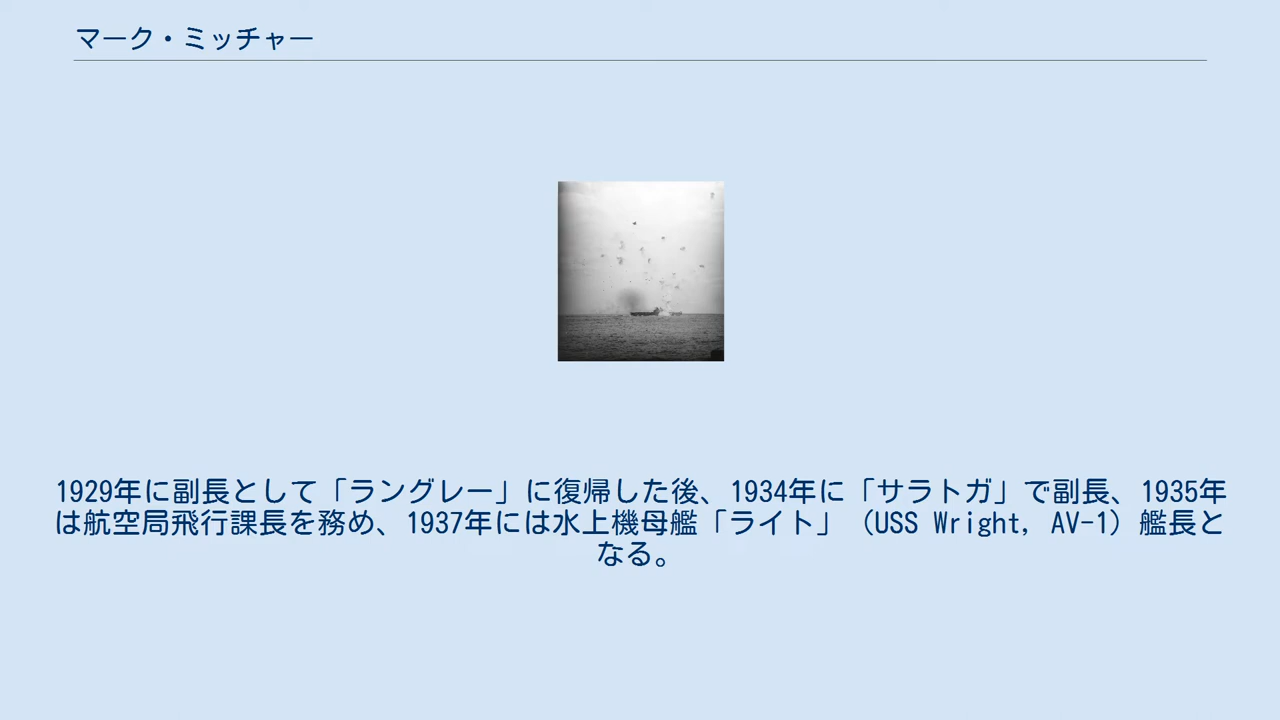 マーク・ミッチャー
1929年に副長として「ラングレー」に復帰した後、1934年に「サラトガ」で副長、1935年
は航空局飛行課長を務め、1937年には水上機母艦「ライト」（USS Wright, AV-1）艦長と
なる。